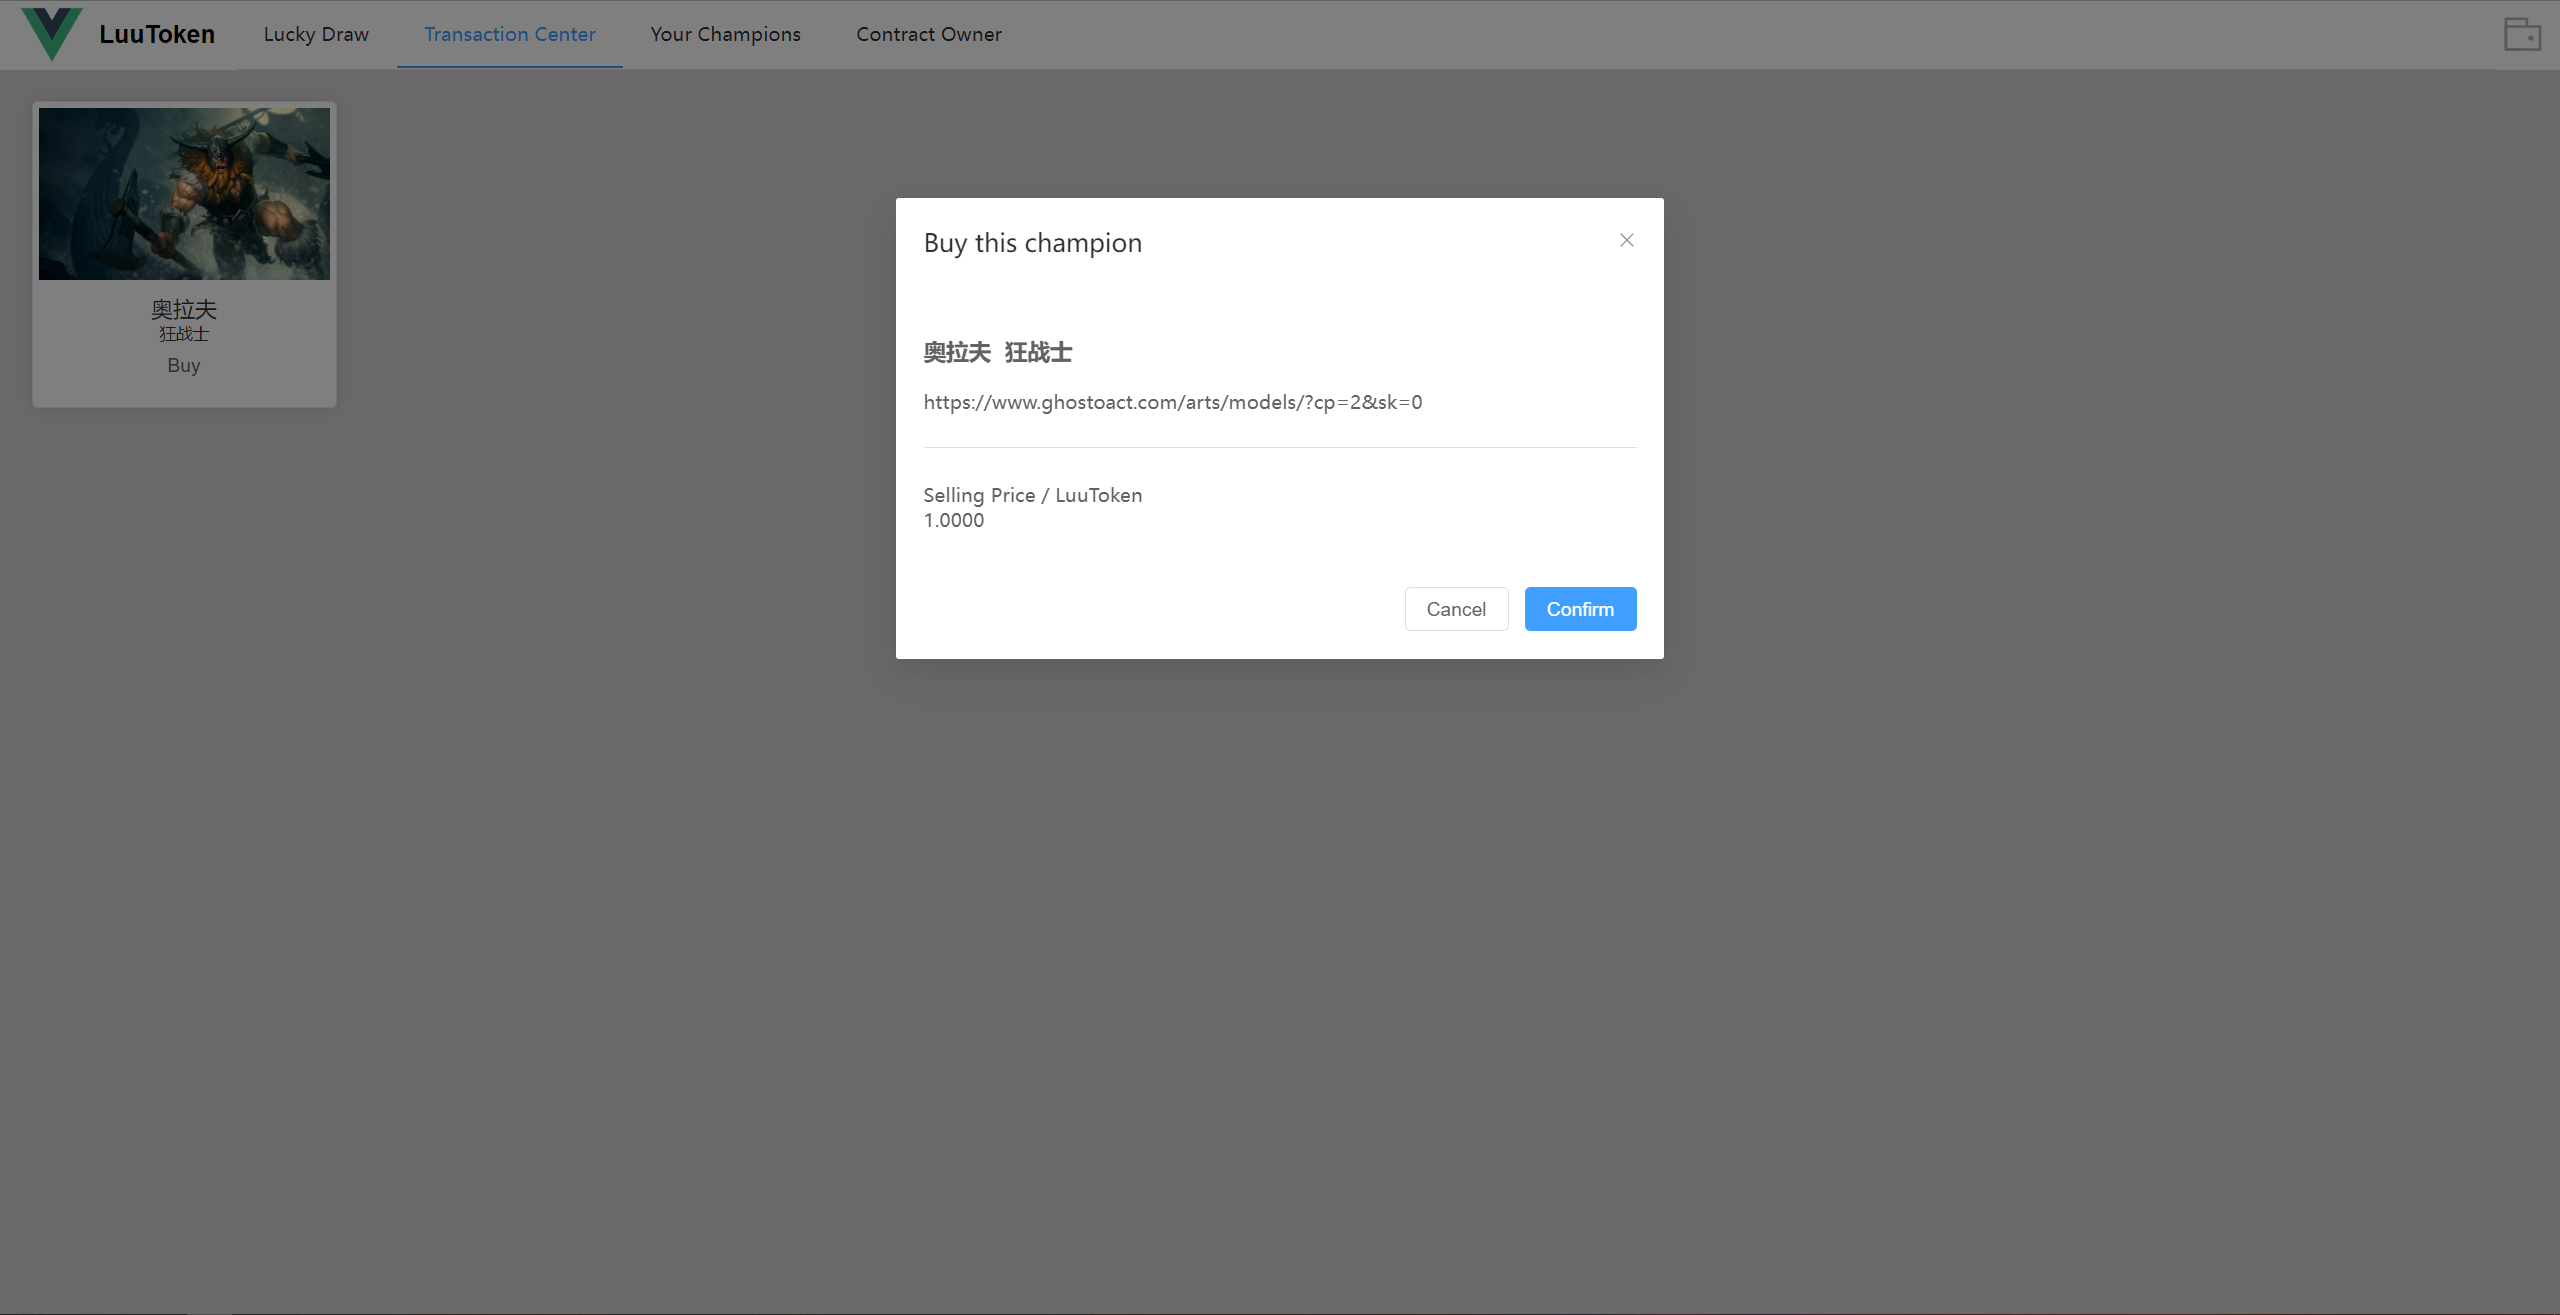 LuuToken
Lucky Draw
Transaction Center
Your Champions
Contract Owner
奥拉夫
狂战士
Buy
Buy this champion
奥拉夫 狂战士
https://www.ghostoact.com/arts/models/?cp=2&sk=0
Selling Price / LuuToken
1.0000
Cancel
Confirm